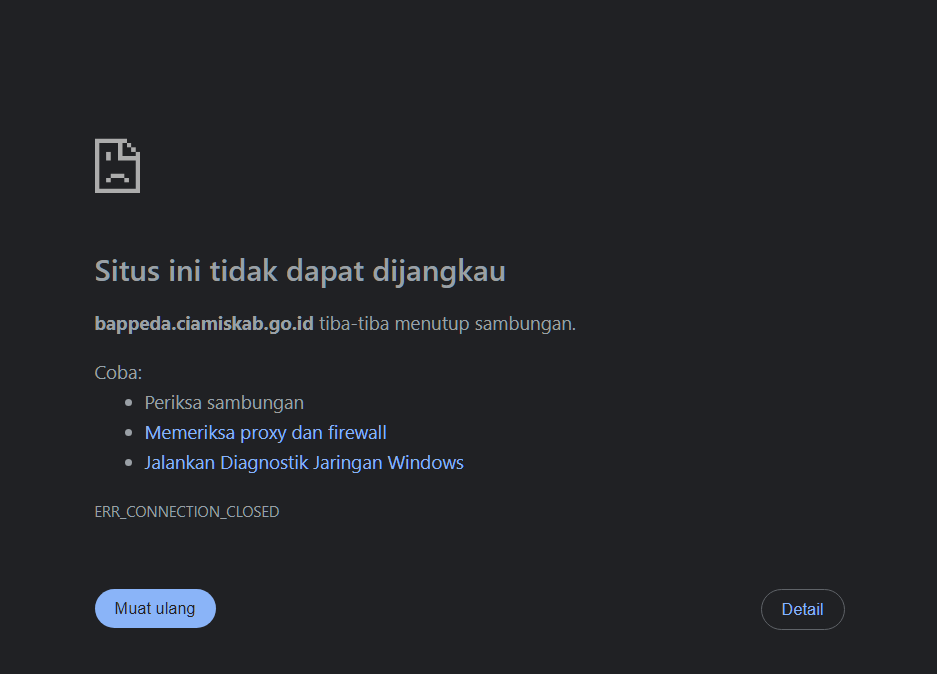 Situs ini tidak dapat dijangkau
bappeda.ciamiskab.go.id tiba-tiba menutup sambungan.
Coba:
Periksa sambungan
Memeriksa proxy dan firewall
Jalankan Diagnostik Jaringan Windows
ERR_CONNECTION_CLOSED
Muat ulang
Detail